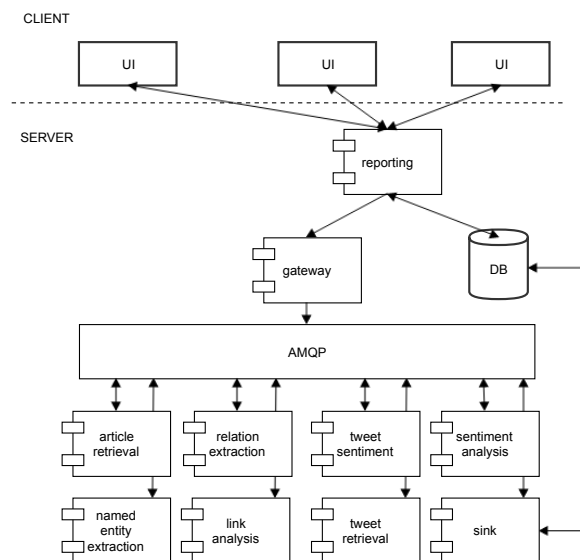 CLIENT
UI
UI
UI
SERVER
reporting
gateway
DB
AMQP
article
retrieval
relation
extraction
tweet
sentiment
sentiment
analysis
named
entity
extraction
link
analysis
tweet
retrieval
sink